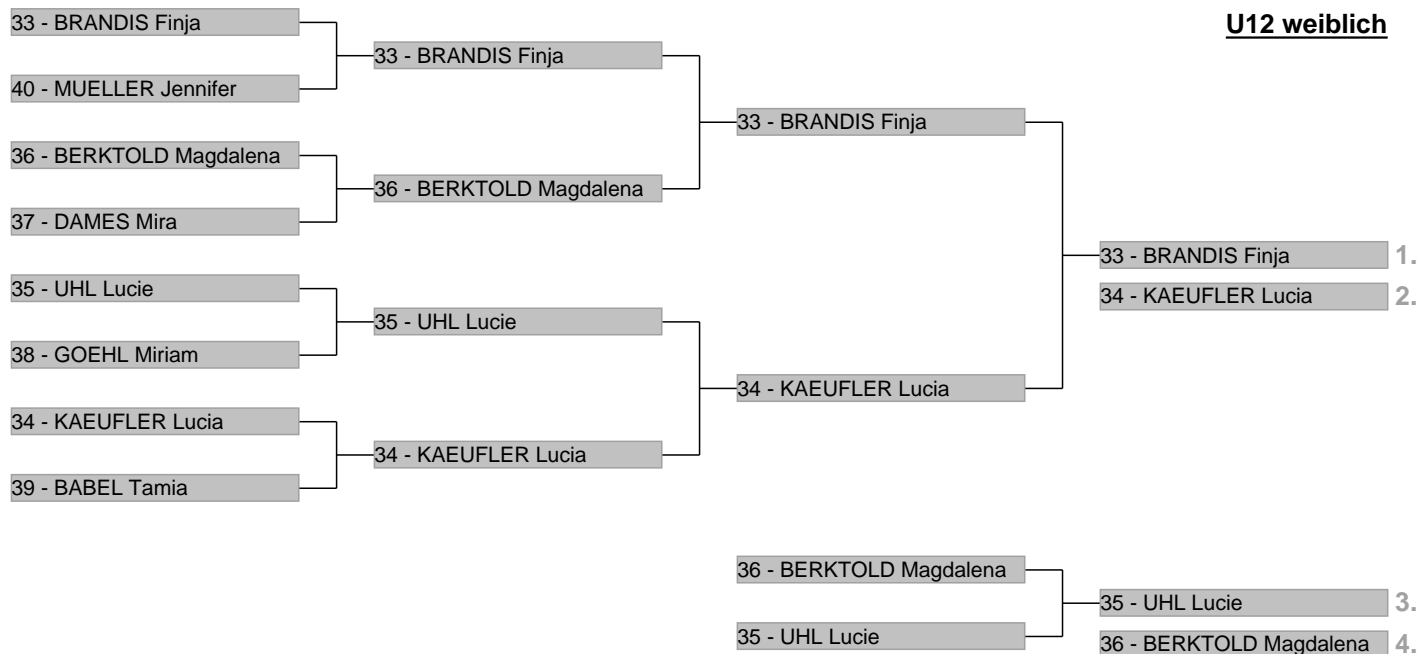 U12 weiblich
33 - BRANDIS Finja
40 - MUELLER Jennifer
36 - BERKTOLD Magdalena
37 - DAMES Mira
35 - UHL Lucie
38 - GOEHL Miriam
34 - KAEUFLER Lucia
39 - BABEL Tamia
33 - BRANDIS Finja
36 - BERKTOLD Magdalena
35 - UHL Lucie
34 - KAEUFLER Lucia
33 - BRANDIS Finja
34 - KAEUFLER Lucia
33 - BRANDIS Finja 1.
34 - KAEUFLER Lucia 2.
36 - BERKTOLD Magdalena
35 - UHL Lucie
35 - UHL Lucie 3.
36 - BERKTOLD Magdalena 4.